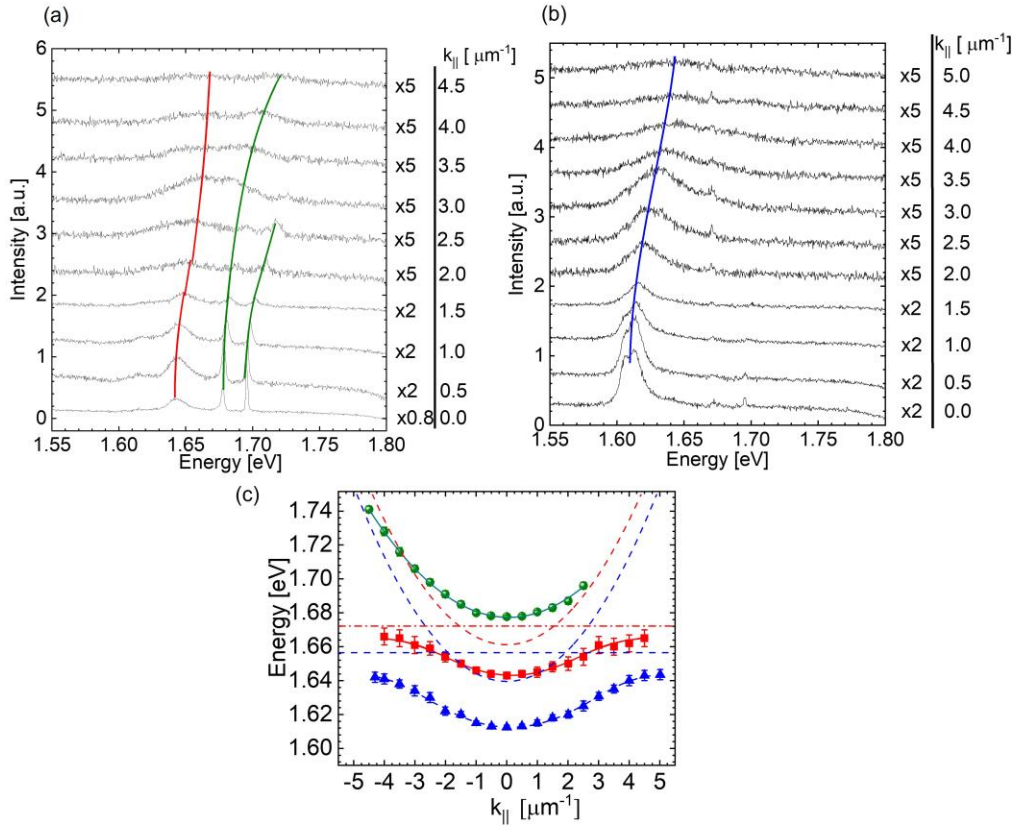 (a)
k|| [ μm⁻¹]
Intensity [a.u.]
6
5
4
3
2
1
0
x5 4.5
x5 4.0
x5 3.5
x5 3.0
x5 2.5
x5 2.0
x2 1.5
x2 1.0
x2 0.5
x0.8 0.0
1.55 1.60 1.65 1.70 1.75 1.80
Energy [eV]
(b)
k|| [ μm⁻¹]
Intensity [a.u.]
5
4
3
2
1
0
x5 5.0
x5 4.5
x5 4.0
x5 3.5
x5 3.0
x5 2.5
x5 2.0
x2 1.5
x2 1.0
x2 0.5
x2 0.0
1.55 1.60 1.65 1.70 1.75 1.80
Energy [eV]
(c)
Energy [eV]
1.74
1.72
1.70
1.68
1.66
1.64
1.62
1.60
-5 -4 -3 -2 -1 0 1 2 3 4 5
k|| [μm⁻¹]